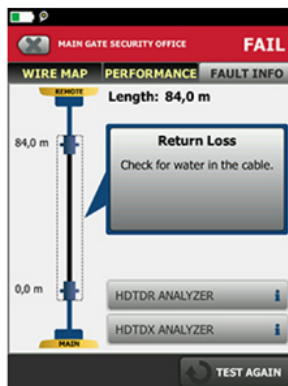 MAIN GATE SECURITY OFFICE
FAIL
WIRE MAP
PERFORMANCE
FAULT INFO
REMOTE
Length: 84,0 m
84,0 m
Return Loss
Check for water in the cable.
0,0 m
HDTDR ANALYZER
i
HDTDX ANALYZER
i
MAIN
TEST AGAIN